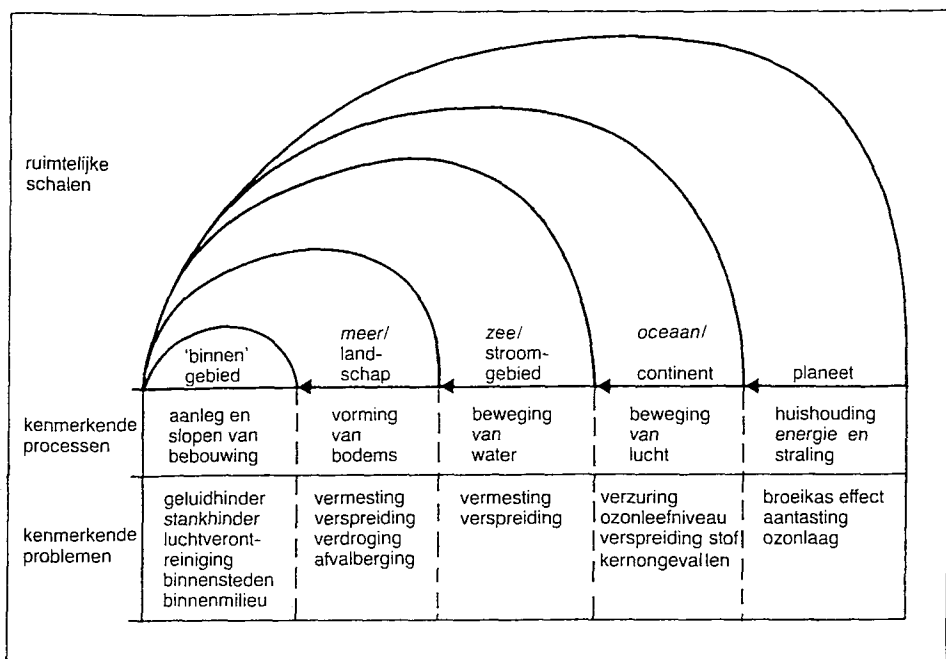 ruimtelijke
schalen
'binnen'
gebied
meer/
land-
schap
zee/
stroom-
gebied
oceaan/
continent
planeet
kenmerkende
processen
aanleg en
slopen van
bebouwing
vorming
van
bodems
beweging
van
water
beweging
van
lucht
huishouding
energie en
straling
kenmerkende
problemen
geluidhinder
stankhinder
luchtveront-
reiniging
binnensteden
binnenmilieu
vermesting
verspreiding
verdroging
afvalberging
vermesting
verspreiding
verzuring
ozonleefniveau
verspreiding stof
kernongevallen
broeikas effect
aantasting
ozonlaag